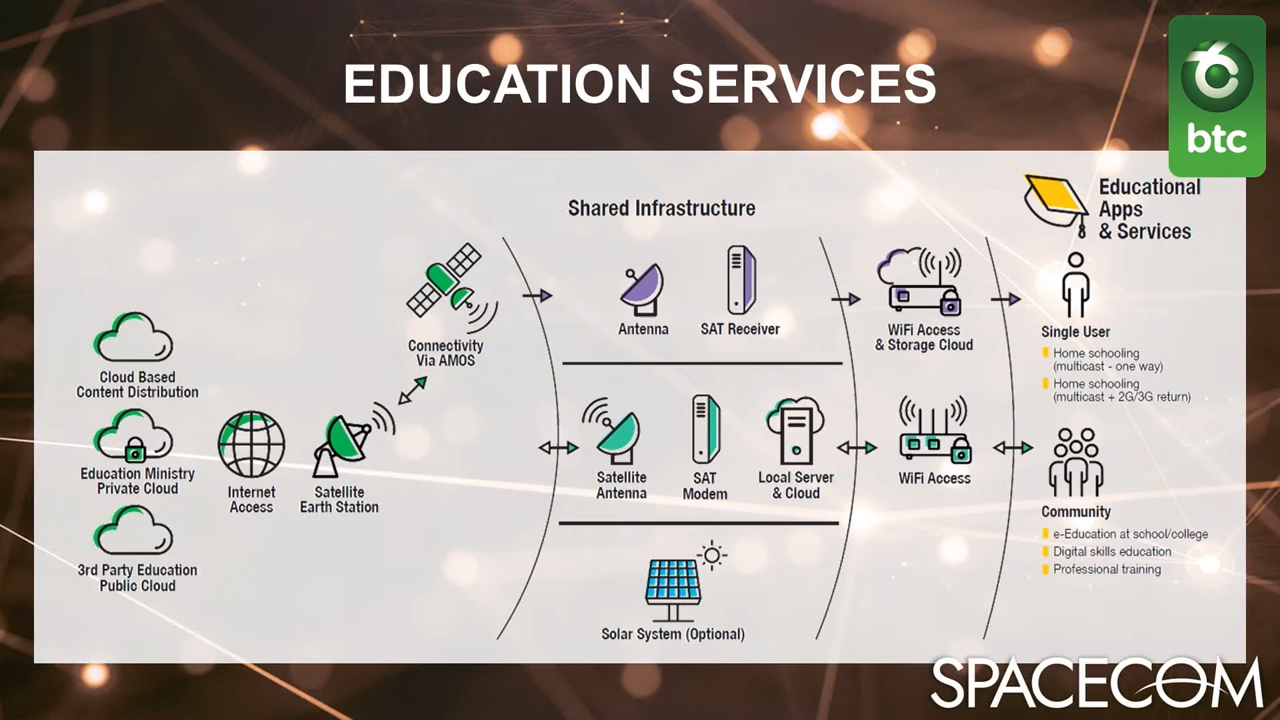 EDUCATION SERVICES
btc
Cloud Based
Content Distribution
Education Ministry
Private Cloud
3rd Party Education
Public Cloud
Internet
Access
Satellite
Earth Station
Connectivity
Via AMOS
Shared Infrastructure
Antenna
SAT Receiver
Satellite
Antenna
SAT
Modem
Local Server
& Cloud
Solar System (Optional)
WiFi Access
& Storage Cloud
WiFi Access
Educational
Apps
& Services
Single User
Home schooling
(multicast - one way)
Home schooling
(multicast + 2G/3G return)
Community
e-Education at school/college
Digital skills education
Professional training
SPACECOM